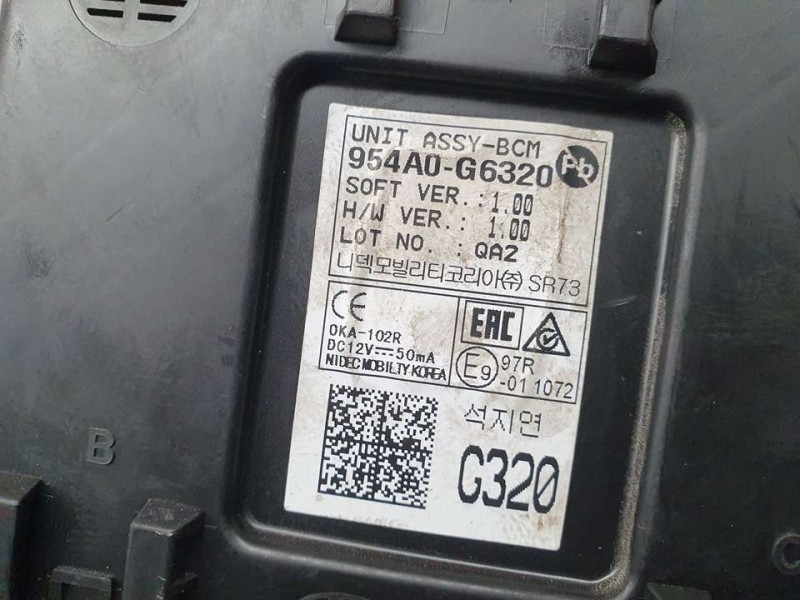 UNIT ASSY-BCM
954A0-G6320
Pb
SOFT VER.: 1.00
H/W VER.: 1.00
LOT NO. : QA2
니덱모빌리티코리아㈜ SR73
CE
OKA-102R
DC12V⎓50mA
NIDEC MOBILTY KOREA
EAC
E9
97R
-01 1072
석지연
G320
B
C